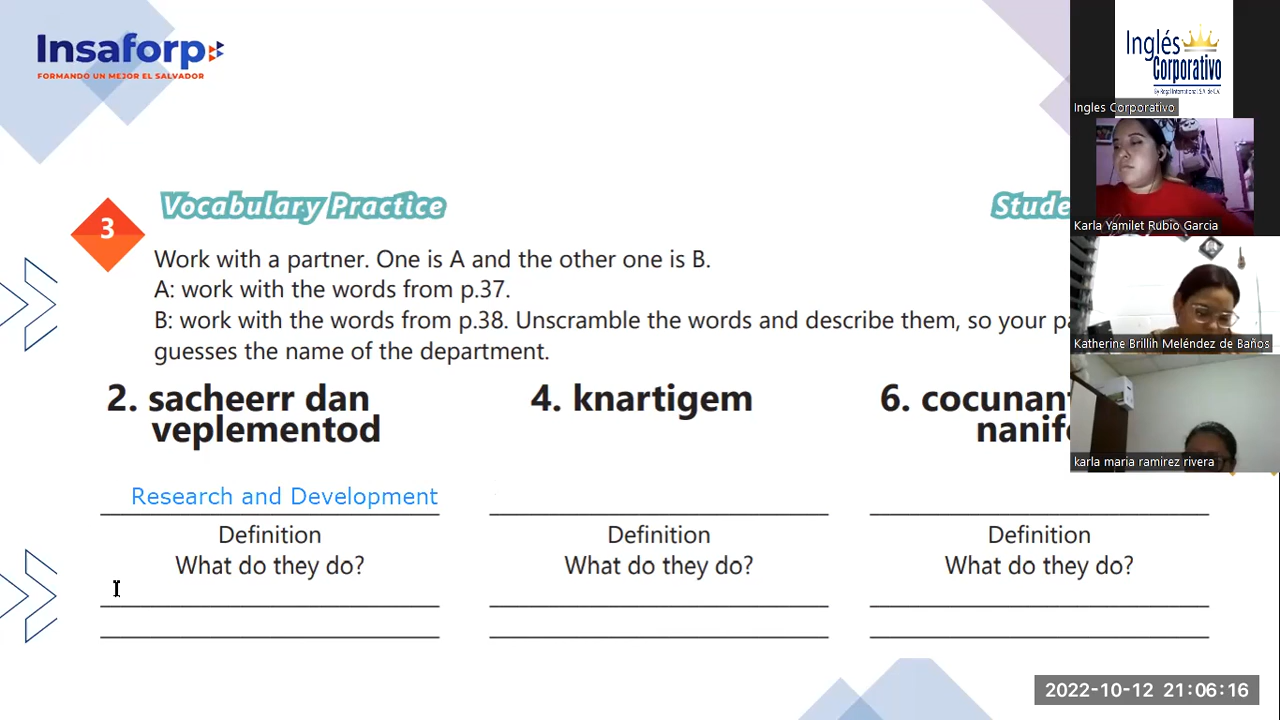 Insaforp
FORMANDO UN MEJOR EL SALVADOR
Inglés
Corporativo
Ingles Corporativo
Karla Yamilet Rubio Garcia
Katherine Brillih Meléndez de Baños
karla maria ramirez rivera
3
Vocabulary Practice
Stude
Work with a partner. One is A and the other one is B.
A: work with the words from p.37.
B: work with the words from p.38. Unscramble the words and describe them, so your pa
guesses the name of the department.
2. sacheerr dan
veplementod
4. knartigem
6. cocunant
nanif
Research and Development
Definition
What do they do?
Definition
What do they do?
Definition
What do they do?
2022-10-12 21:06:16